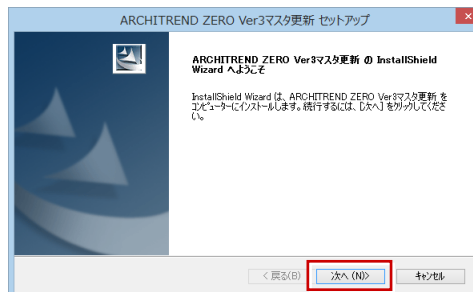 ARCHITREND ZERO Ver3マスタ更新 セットアップ
ARCHITREND ZERO Ver3マスタ更新 の InstallShield
Wizard へようこそ
InstallShield Wizard は、ARCHITREND ZERO Ver3マスタ更新 を
コンピューターにインストールします。続行するには、[次へ] をクリックしてくださ
い。
< 戻る(B) 次へ (N)> キャンセル